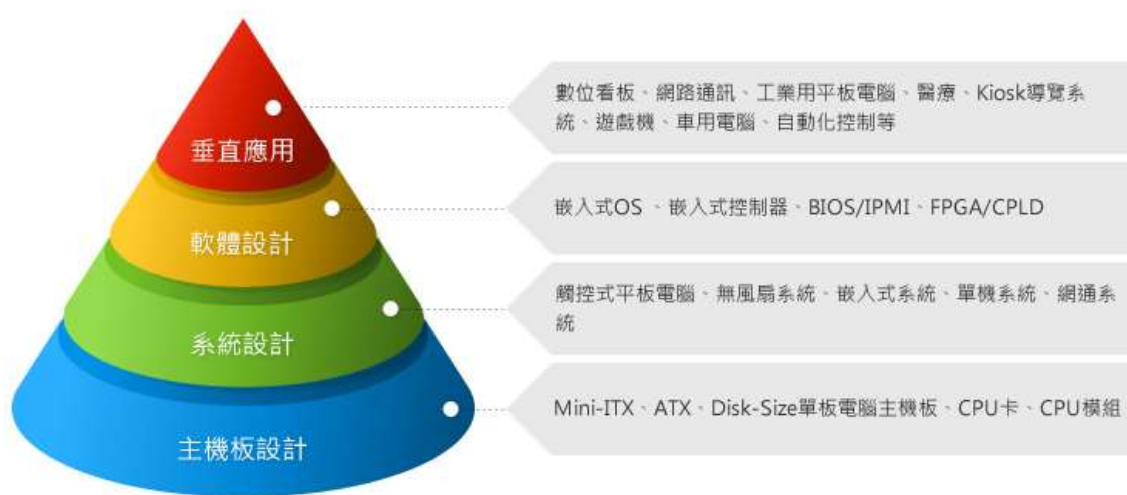 垂直應用
數位看板、網路通訊、工業用平板電腦、醫療、Kiosk導覽系
統、遊戲機、車用電腦、自動化控制等
軟體設計
嵌入式OS 、嵌入式控制器、BIOS/IPMI、FPGA/CPLD
系統設計
觸控式平板電腦、無風扇系統、嵌入式系統、單機系統、網通系
統
主機板設計
Mini-ITX、ATX、Disk-Size單板電腦主機板、CPU卡、CPU模組